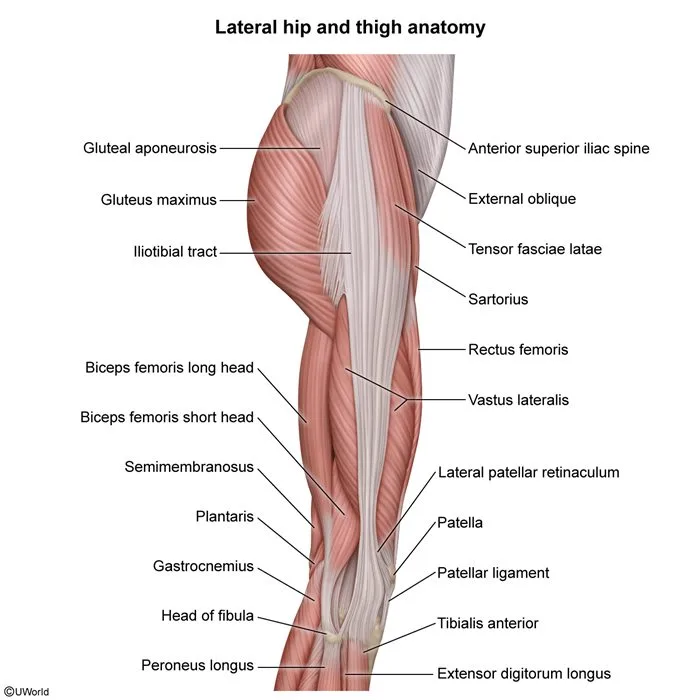 Lateral hip and thigh anatomy
Gluteal aponeurosis
Gluteus maximus
Iliotibial tract
Biceps femoris long head
Biceps femoris short head
Semimembranosus
Plantaris
Gastrocnemius
Head of fibula
Peroneus longus
Anterior superior iliac spine
External oblique
Tensor fasciae latae
Sartorius
Rectus femoris
Vastus lateralis
Lateral patellar retinaculum
Patella
Patellar ligament
Tibialis anterior
Extensor digitorum longus
©UWorld